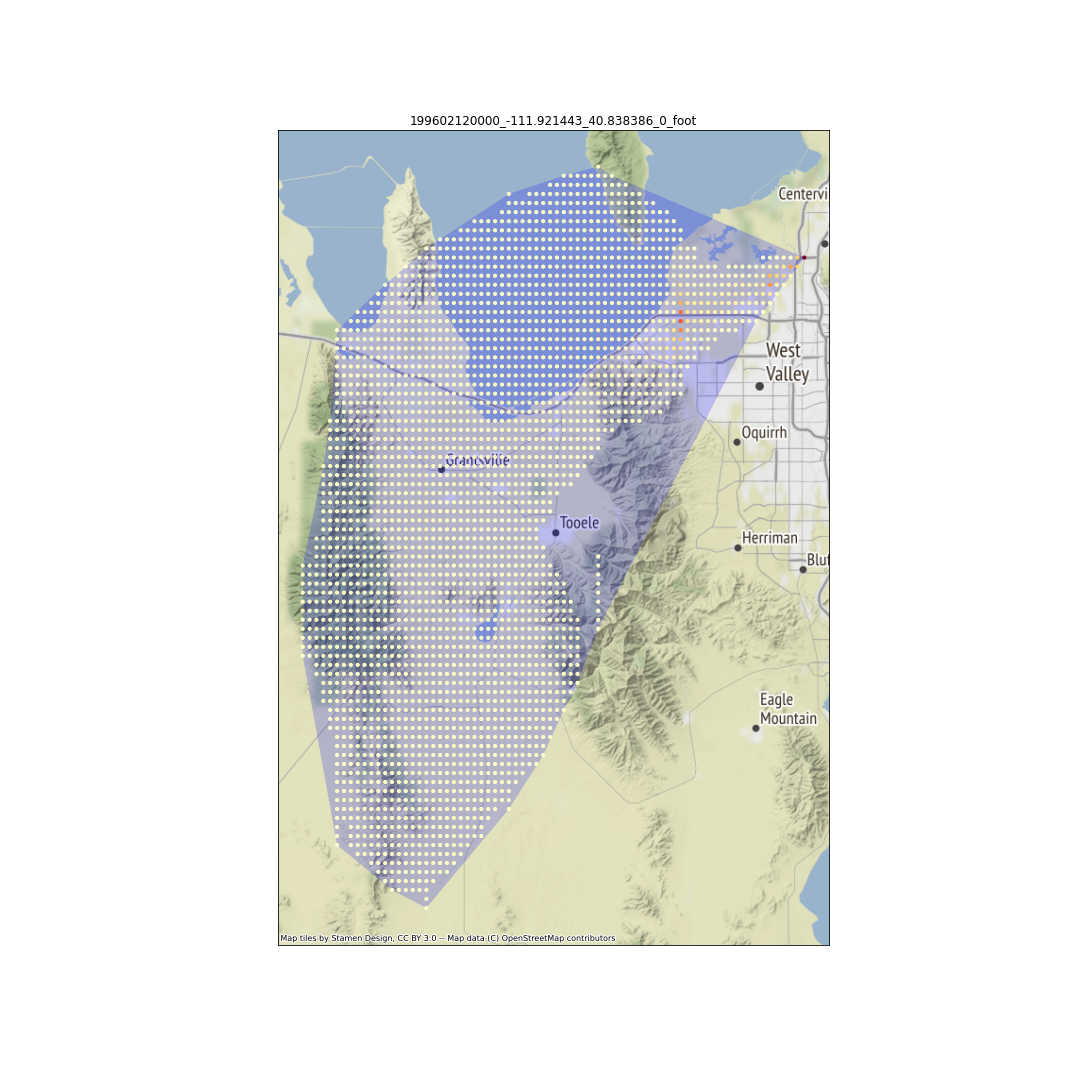 199602120000_-111.921443_40.838386_0_foot
Centervi
West
Valley
Oquirrh
Grantsville
Tooele
Herriman
Bluf
Eagle
Mountain
Map tiles by Stamen Design, CC BY 3.0 -- Map data (C) OpenStreetMap contributors